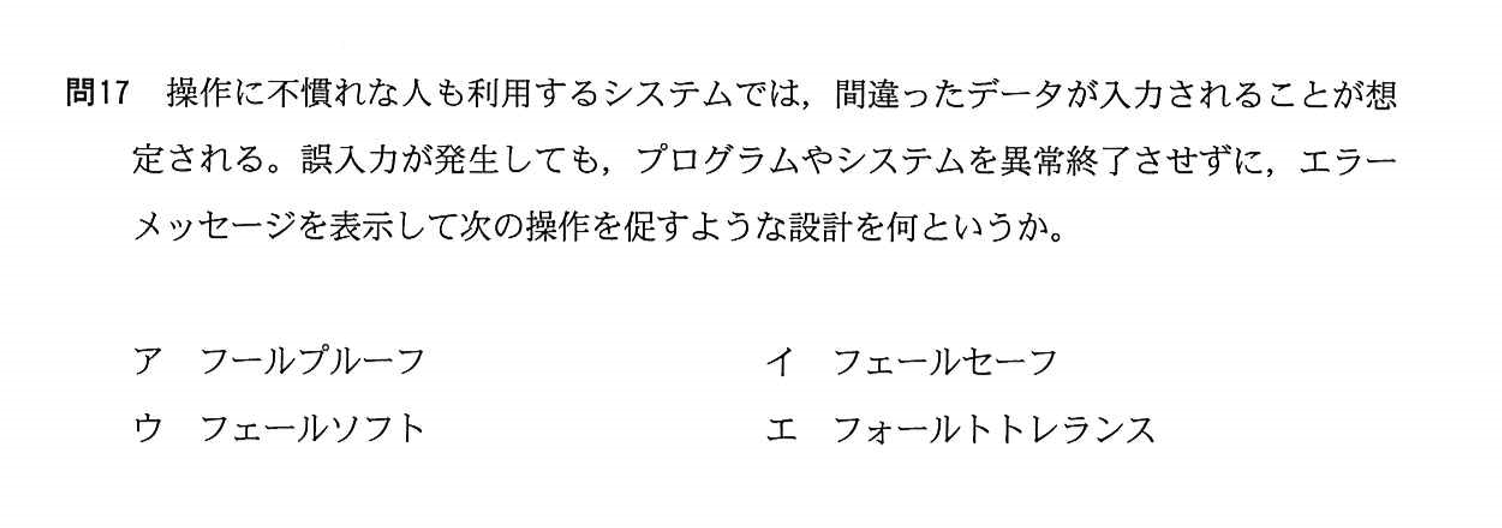 問17　操作に不慣れな人も利用するシステムでは，間違ったデータが入力されることが想
定される。誤入力が発生しても，プログラムやシステムを異常終了させずに，エラー
メッセージを表示して次の操作を促すような設計を何というか。
ア　フールプルーフ　イ　フェールセーフ
ウ　フェールソフト　エ　フォールトトレランス